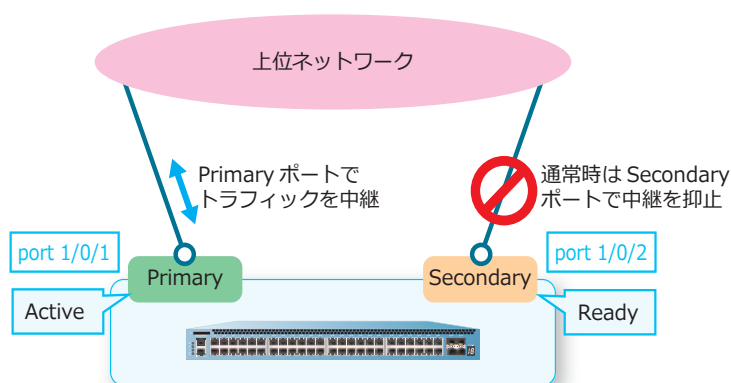 上位ネットワーク
Primary ポートで
トラフィックを中継
通常時は Secondary
ポートで中継を抑止
port 1/0/1
Primary
Secondary
port 1/0/2
Active
Ready